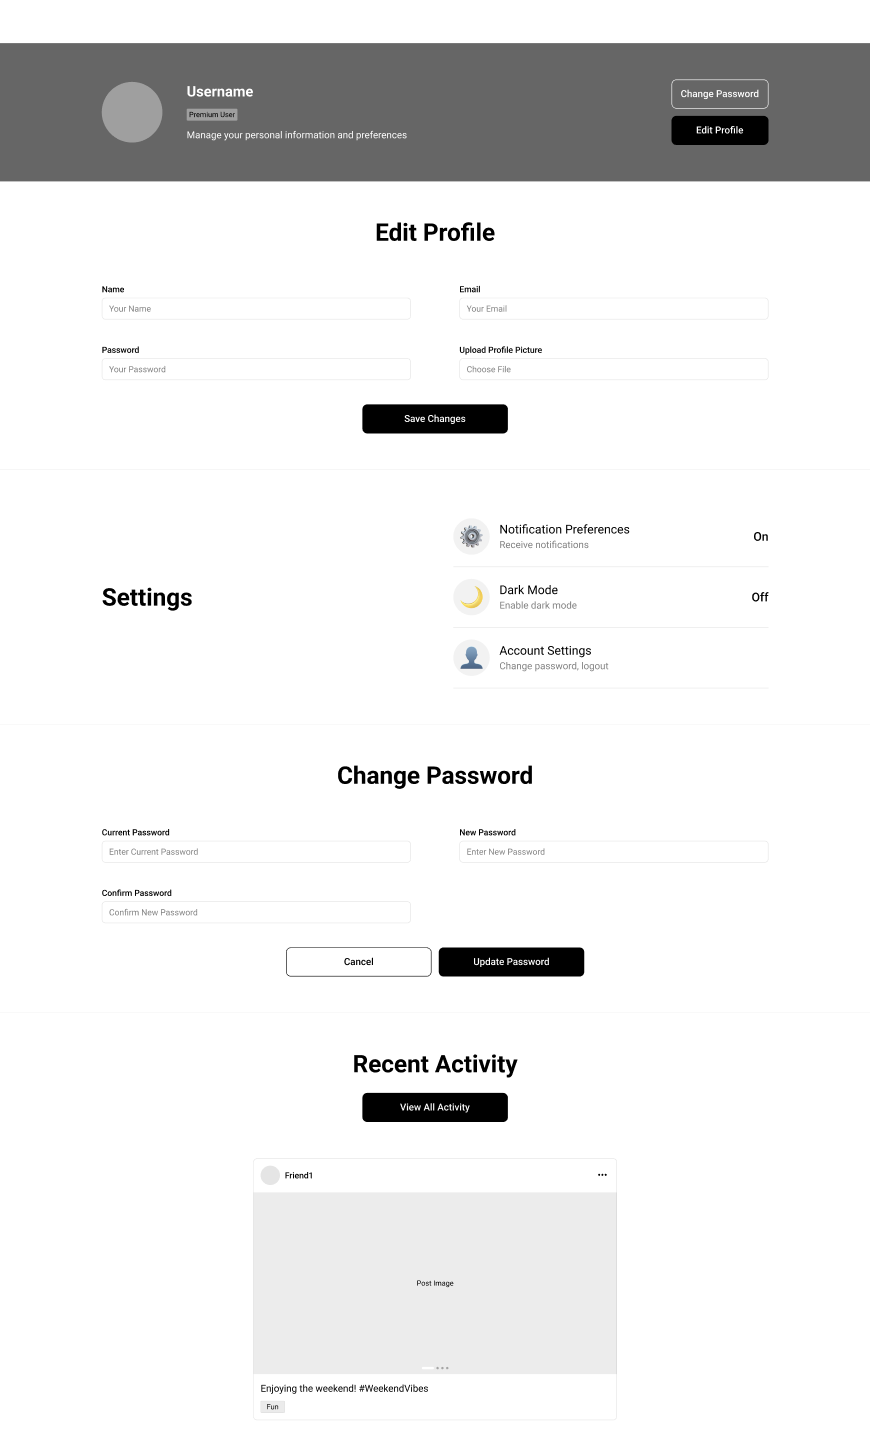 Username
Premium User
Manage your personal information and preferences
Change Password
Edit Profile
Edit Profile
Name
Your Name
Email
Your Email
Password
Your Password
Upload Profile Picture
Choose File
Save Changes
Settings
Notification Preferences
Receive notifications
On
Dark Mode
Enable dark mode
Off
Account Settings
Change password, logout
Change Password
Current Password
Enter Current Password
New Password
Enter New Password
Confirm Password
Confirm New Password
Cancel
Update Password
Recent Activity
View All Activity
Friend1
Post Image
Enjoying the weekend! #WeekendVibes
Fun